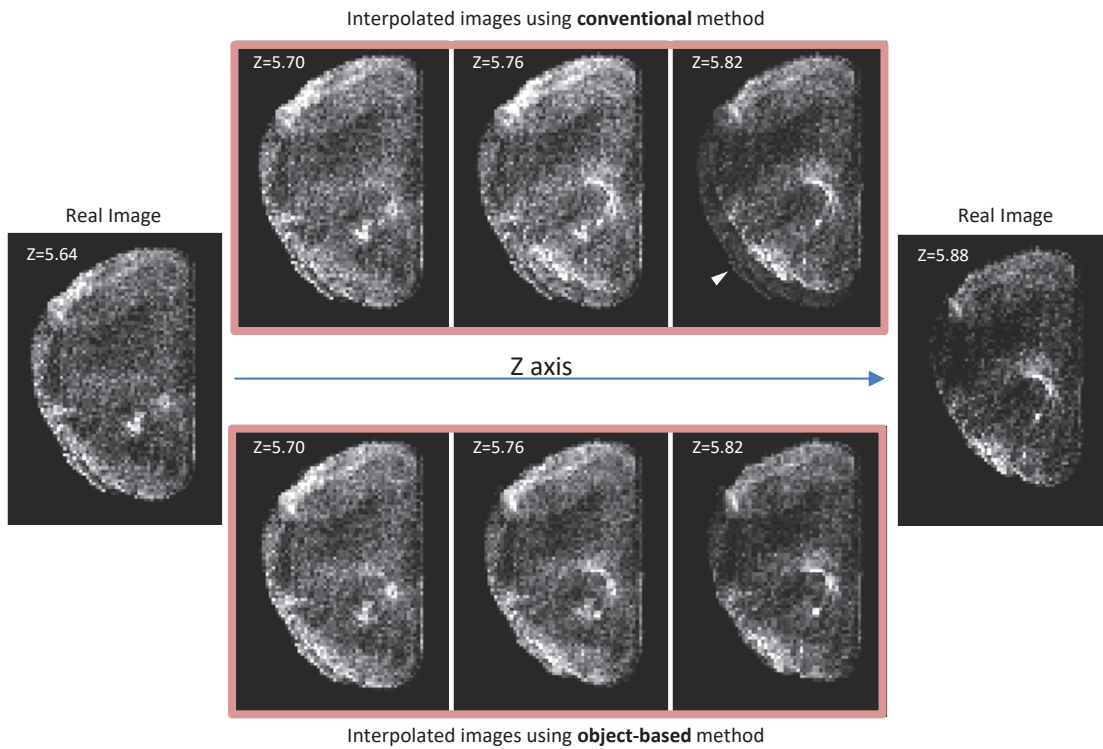 Interpolated images using conventional method
Z=5.70
Z=5.76
Z=5.82
Real Image
Z=5.64
Real Image
Z=5.88
Z axis
Z=5.70
Z=5.76
Z=5.82
Interpolated images using object-based method